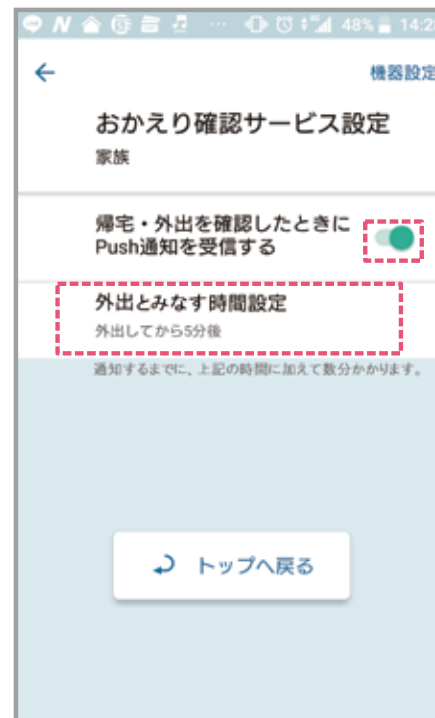 48% 14:2
機器設定
おかえり確認サービス設定
家族
帰宅・外出を確認したときに
Push通知を受信する
外出とみなす時間設定
外出してから5分後
通知するまでに、上記の時間に加えて数分かかります。
トップへ戻る